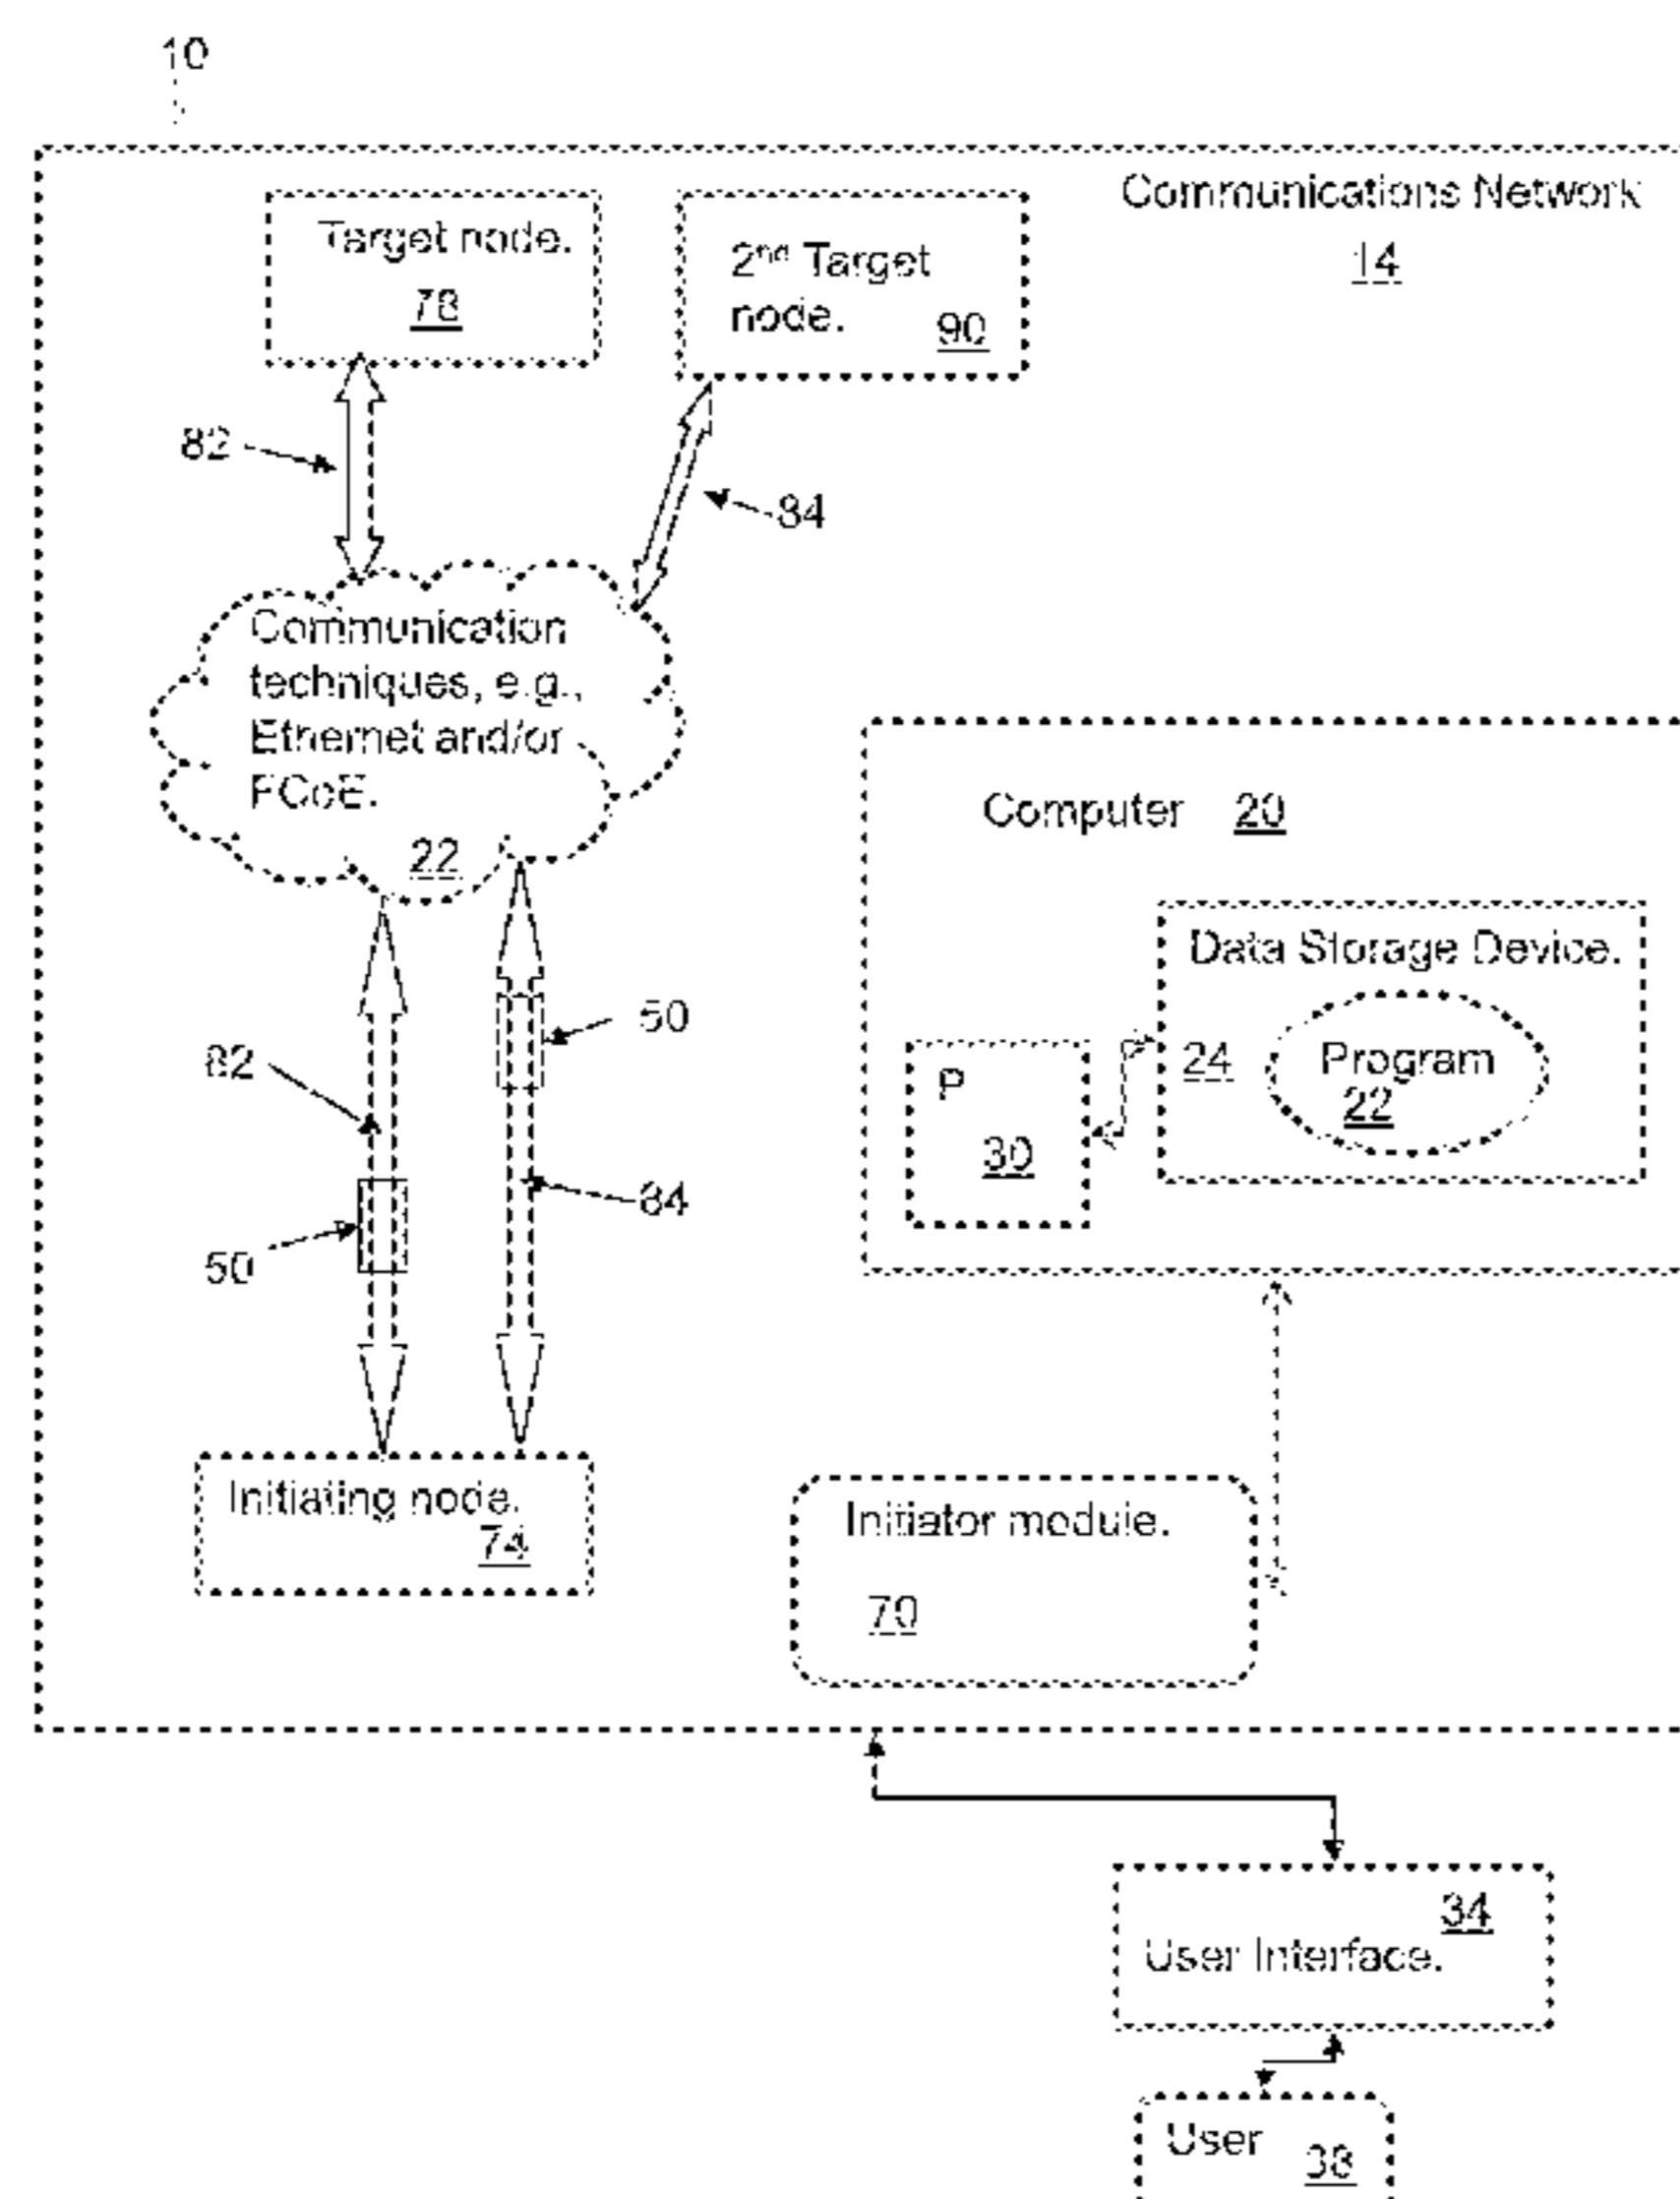 10
Communications Network
14
Target node.
78
2nd Target
node. 90
82
84
Communication
techniques, e.g.,
Ethernet and/or
FCoE.
22
Computer 20
Data Storage Device.
24
Program
22
P
30
50
82
84
50
Initiating node.
74
Initiator module.
70
34
User Interface.
User 38